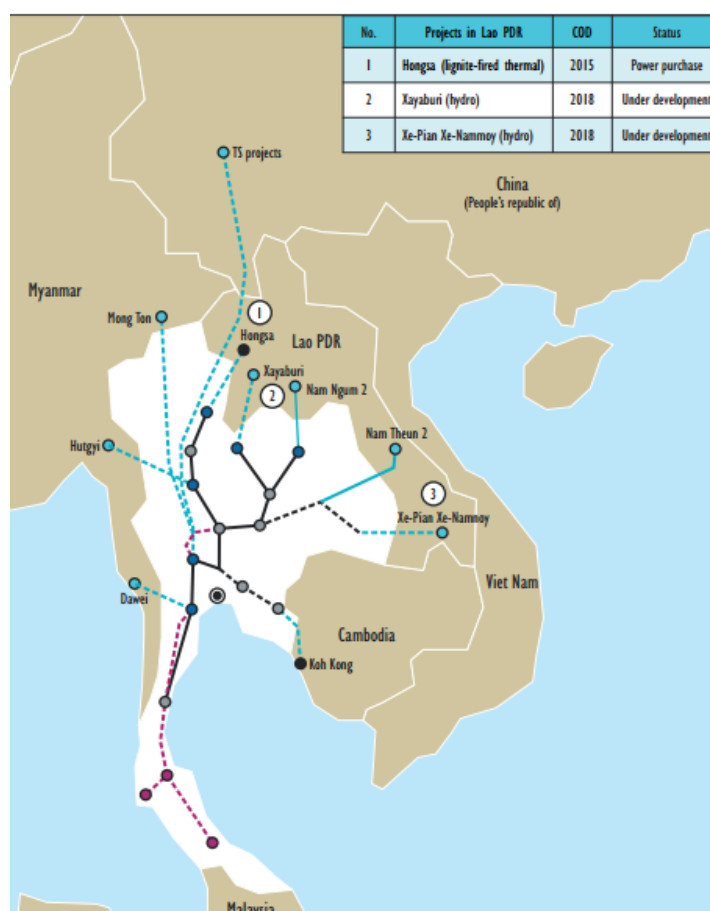 No. Projects in Lao PDR COD Status
1 Hongsa (lignite-fired thermal) 2015 Power purchase
2 Xayaburi (hydro) 2018 Under development
3 Xe-Pian Xe-Nammoy (hydro) 2018 Under development
TS projects
China
(People's republic of)
Myanmar
Mong Ton
1
Hongsa
Lao PDR
Xayaburi
2
Nam Ngum 2
Hutgyi
Nam Theun 2
3
Xe-Pian Xe-Namnoy
Viet Nam
Dawei
Cambodia
Koh Kong
Malaysia